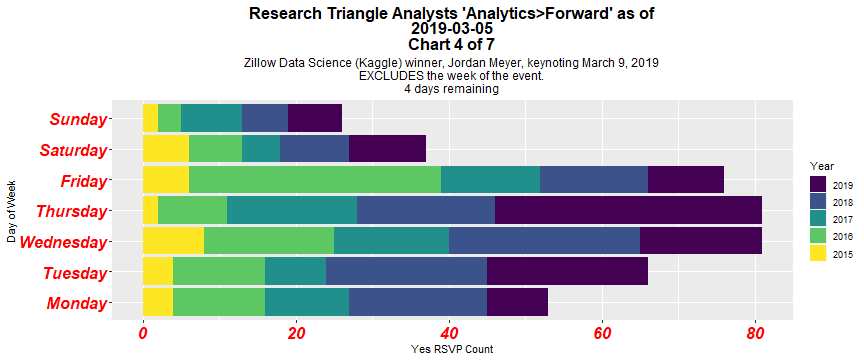 Research Triangle Analysts 'Analytics>Forward' as of
2019-03-05
Chart 4 of 7
Zillow Data Science (Kaggle) winner, Jordan Meyer, keynoting March 9, 2019
EXCLUDES the week of the event.
4 days remaining
Day of Week
Sunday
Saturday
Friday
Thursday
Wednesday
Tuesday
Monday
0 20 40 60 80
Yes RSVP Count
Year
2019
2018
2017
2016
2015